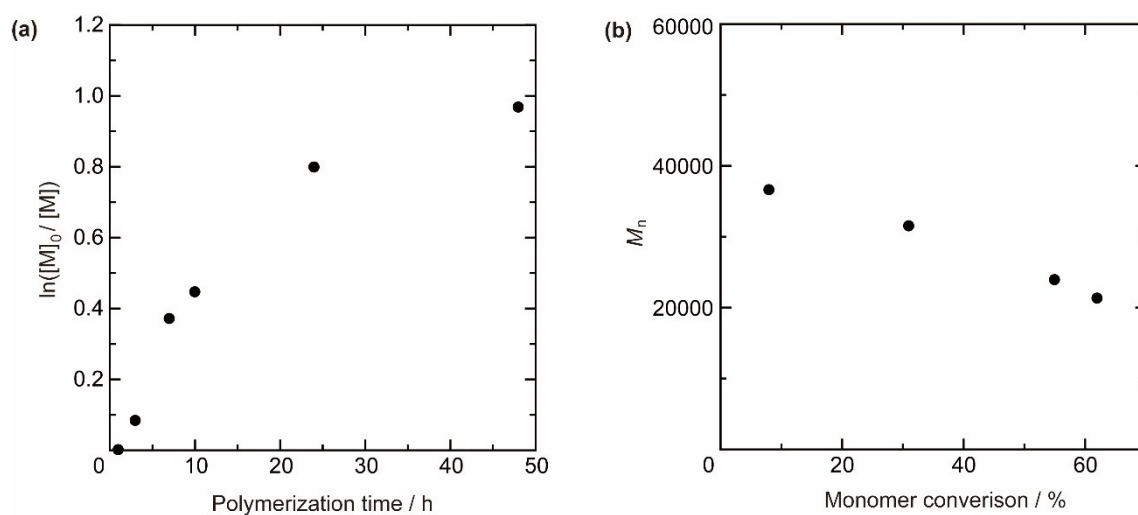 (a)
1.2
1.0
0.8
0.6
0.4
0.2
ln([M]0 / [M])
0 10 20 30 40 50
Polymerization time / h
(b)
60000
40000
20000
Mn
0 20 40 60
Monomer converison / %